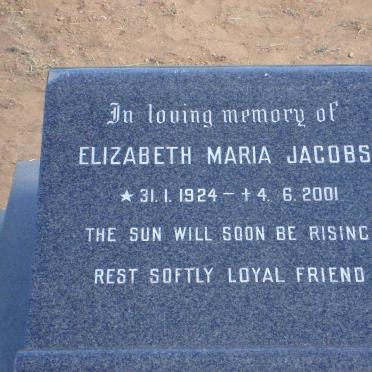 In loving memory of
ELIZABETH MARIA JACOBS
★ 31. 1. 1924 – † 4. 6. 2001
THE SUN WILL SOON BE RISING
REST SOFTLY LOYAL FRIEND